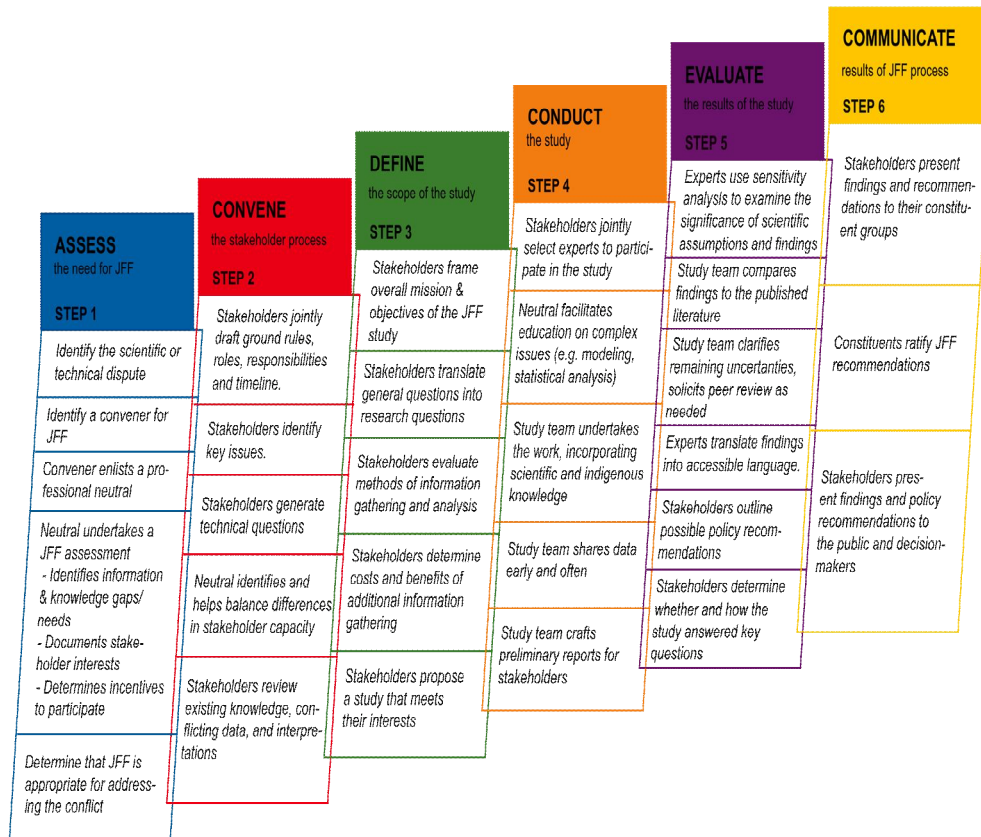 ASSESS
the need for JFF
STEP 1
Identify the scientific or
technical dispute
Identify a convener for
JFF
Convener enlists a pro-
fessional neutral
Neutral undertakes a
JFF assessment
- Identifies information
& knowledge gaps/
needs
- Documents stake-
holder interests
- Determines incentives
to participate
Determine that JFF is
appropriate for address-
ing the conflict
CONVENE
the stakeholder process
STEP 2
Stakeholders jointly
draft ground rules,
roles, responsibilities
and timeline.
Stakeholders identify
key issues.
Stakeholders generate
technical questions
Neutral identifies and
helps balance differences
in stakeholder capacity
Stakeholders review
existing knowledge, con-
flicting data, and interpre-
tations
DEFINE
the scope of the study
STEP 3
Stakeholders frame
overall mission &
objectives of the JFF
study
Stakeholders translate
general questions into
research questions
Stakeholders evaluate
methods of information
gathering and analysis
Stakeholders determine
costs and benefits of
additional information
gathering
Stakeholders propose
a study that meets
their interests
CONDUCT
the study
STEP 4
Stakeholders jointly
select experts to partici-
pate in the study
Neutral facilitates
education on complex
issues (e.g. modeling,
statistical analysis)
Study team undertakes
the work, incorporating
scientific and indigenous
knowledge
Study team shares data
early and often
Study team crafts
preliminary reports for
stakeholders
EVALUATE
the results of the study
STEP 5
Experts use sensitivity
analysis to examine the
significance of scientific
assumptions and findings
Study team compares
findings to the published
literature
Study team clarifies
remaining uncertanties,
solicits peer review as
needed
Experts translate findings
into accessible language.
Stakeholders outline
possible policy recom-
mendations
Stakeholders determine
whether and how the
study answered key
questions
COMMUNICATE
results of JFF process
STEP 6
Stakeholders present
findings and recommen-
dations to their constitu-
ent groups
Constituents ratify JFF
recommendations
Stakeholders pres-
ent findings and policy
recommendations to
the public and decision-
makers